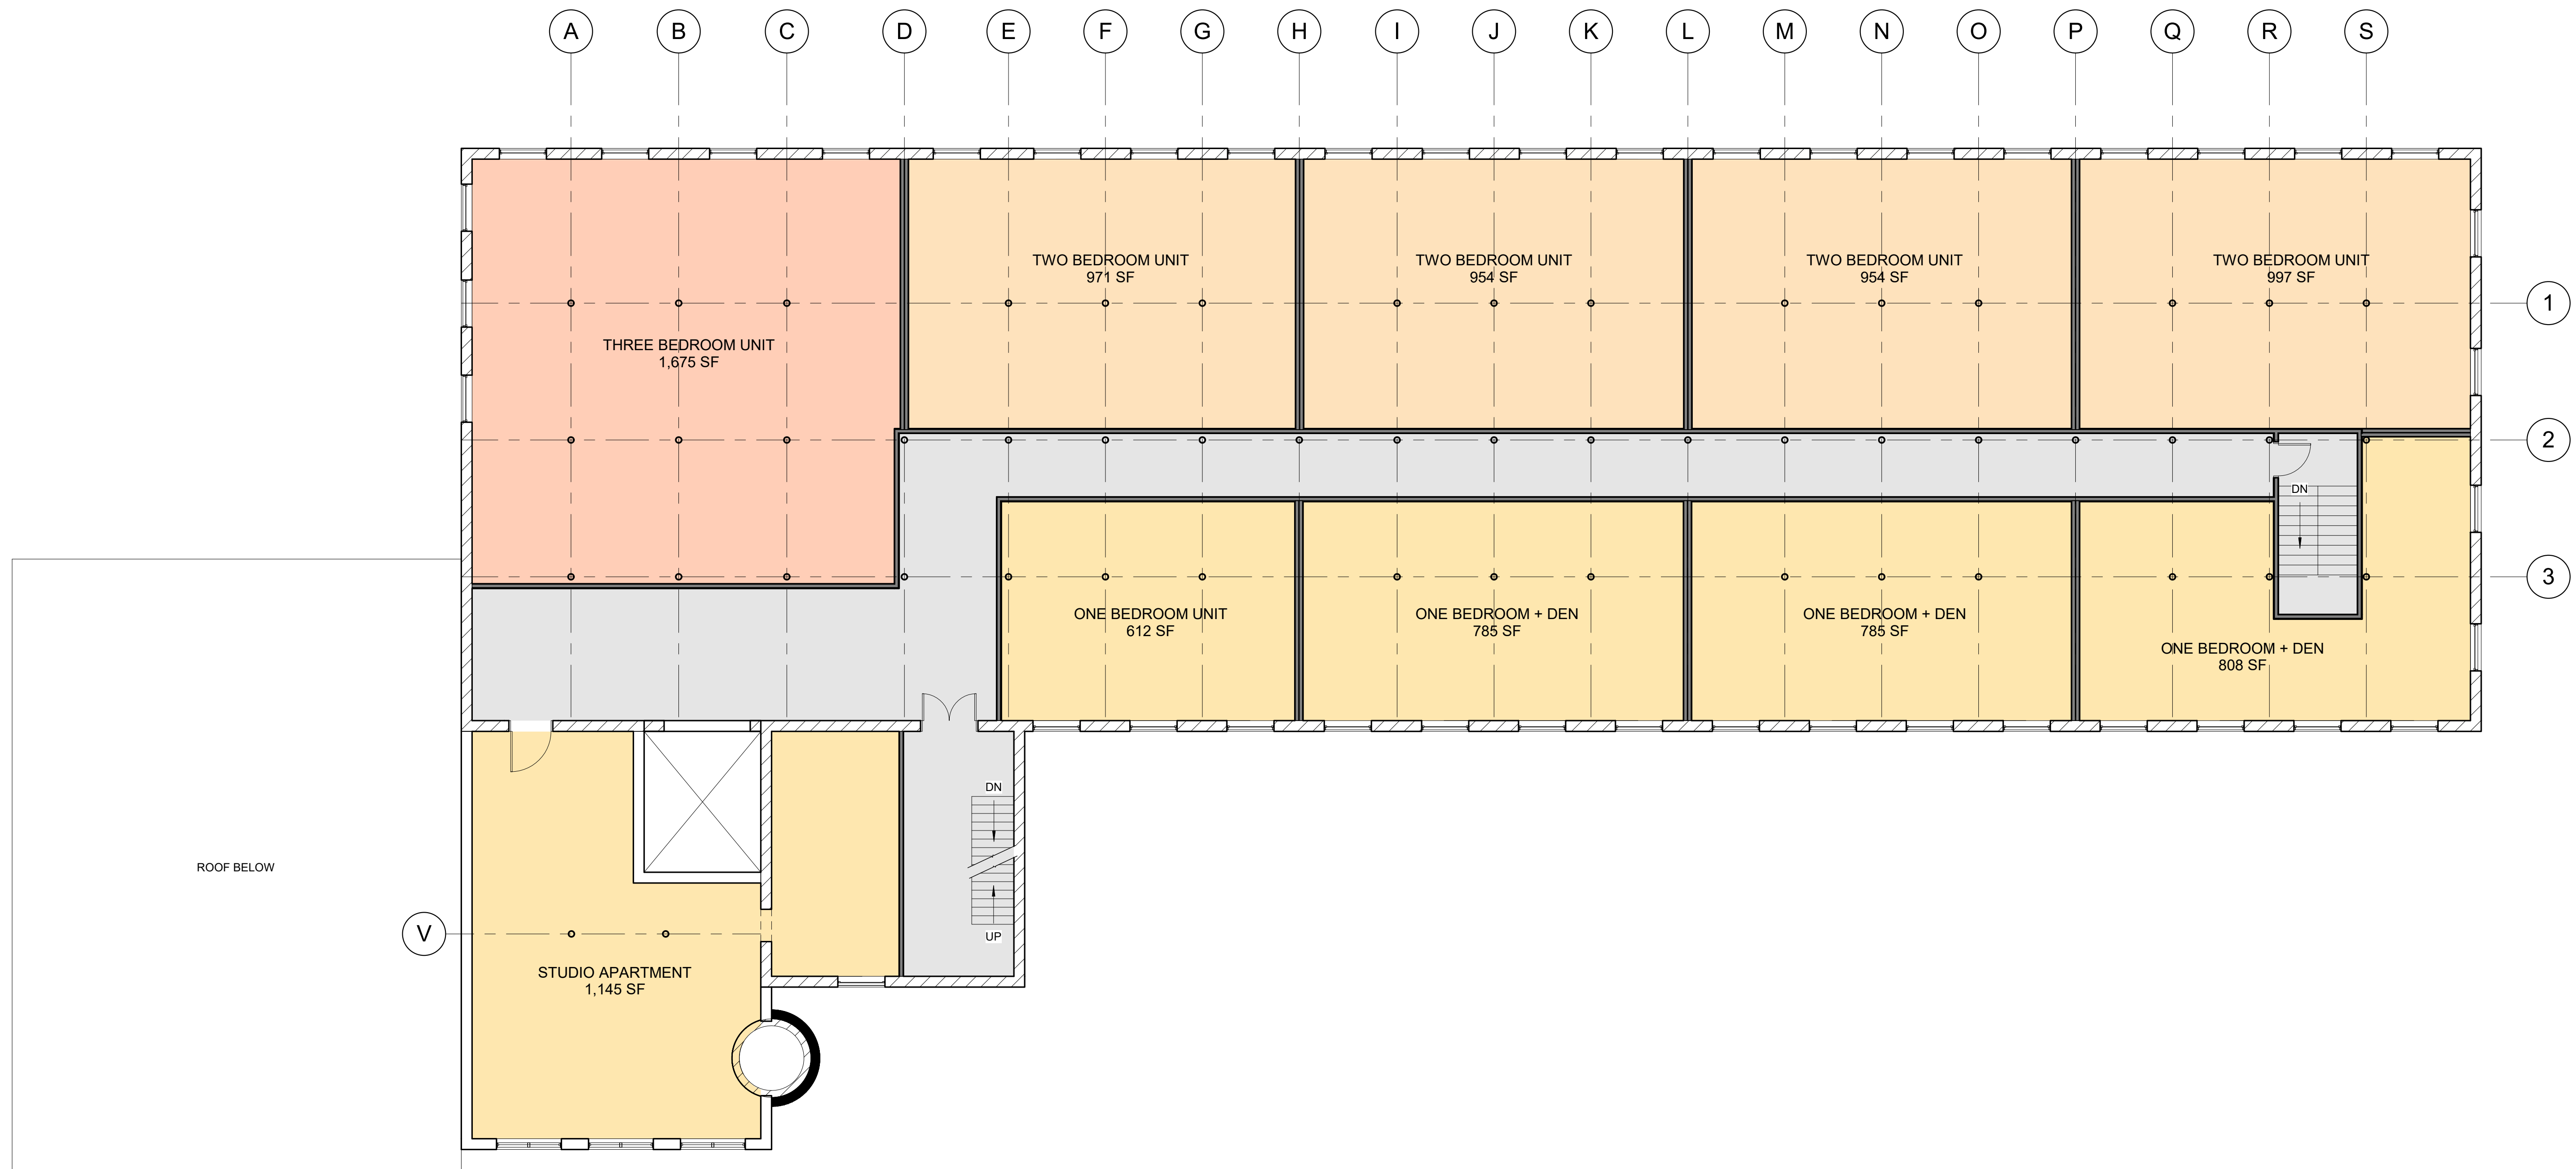 A B C D E F G H I J K L M N O P Q R S
TWO BEDROOM UNIT
971 SF
TWO BEDROOM UNIT
954 SF
TWO BEDROOM UNIT
954 SF
TWO BEDROOM UNIT
997 SF
1
THREE BEDROOM UNIT
1,675 SF
2
DN
3
ONE BEDROOM UNIT
612 SF
ONE BEDROOM + DEN
785 SF
ONE BEDROOM + DEN
785 SF
ONE BEDROOM + DEN
808 SF
DN
ROOF BELOW
V
UP
STUDIO APARTMENT
1,145 SF